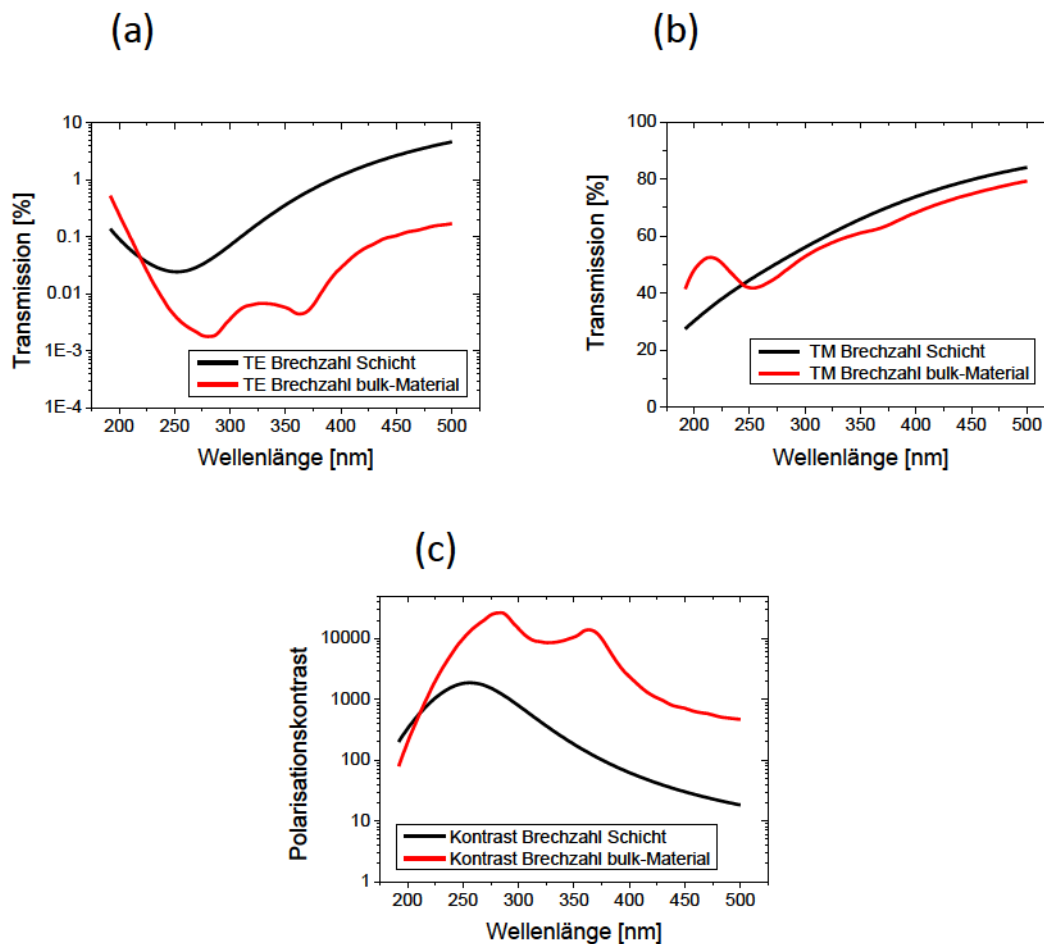 (a)
(b)
Transmission [%]
10
1
0.1
0.01
1E-3
1E-4
TE Brechzahl Schicht
TE Brechzahl bulk-Material
200 250 300 350 400 450 500
Wellenlänge [nm]
Transmission [%]
100
80
60
40
20
0
TM Brechzahl Schicht
TM Brechzahl bulk-Material
200 250 300 350 400 450 500
Wellenlänge [nm]
(c)
Polarisationskontrast
10000
1000
100
10
1
Kontrast Brechzahl Schicht
Kontrast Brechzahl bulk-Material
200 250 300 350 400 450 500
Wellenlänge [nm]